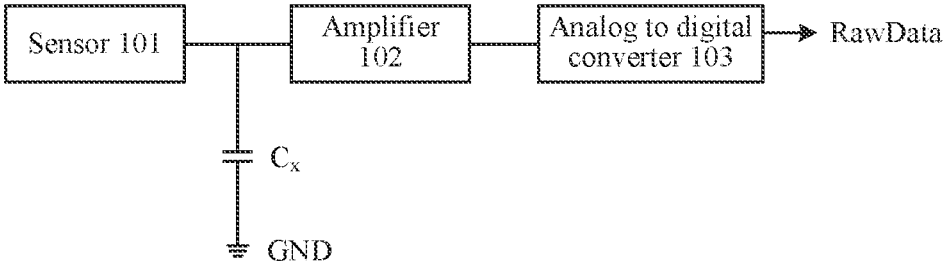 Sensor 101
Amplifier
102
Analog to digital
converter 103
RawData
Cx
GND